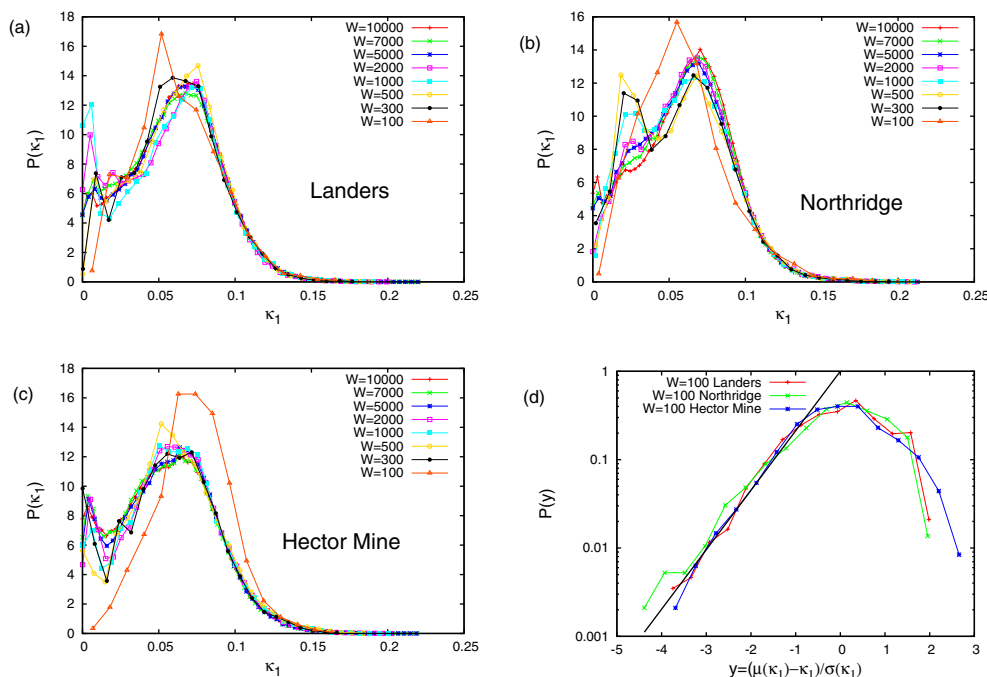 (a)
P(κ1)
18
16
14
12
10
8
6
4
2
0
0 0.05 0.1 0.15 0.2 0.25
κ1
W=10000
W=7000
W=5000
W=2000
W=1000
W=500
W=300
W=100
Landers
(b)
P(κ1)
16
14
12
10
8
6
4
2
0
0 0.05 0.1 0.15 0.2 0.25
κ1
W=10000
W=7000
W=5000
W=2000
W=1000
W=500
W=300
W=100
Northridge
(c)
P(κ1)
18
16
14
12
10
8
6
4
2
0
0 0.05 0.1 0.15 0.2 0.25
κ1
W=10000
W=7000
W=5000
W=2000
W=1000
W=500
W=300
W=100
Hector Mine
(d)
P(y)
1
0.1
0.01
0.001
-5 -4 -3 -2 -1 0 1 2 3
y=(μ(κ1)−κ1)/σ(κ1)
W=100 Landers
W=100 Northridge
W=100 Hector Mine